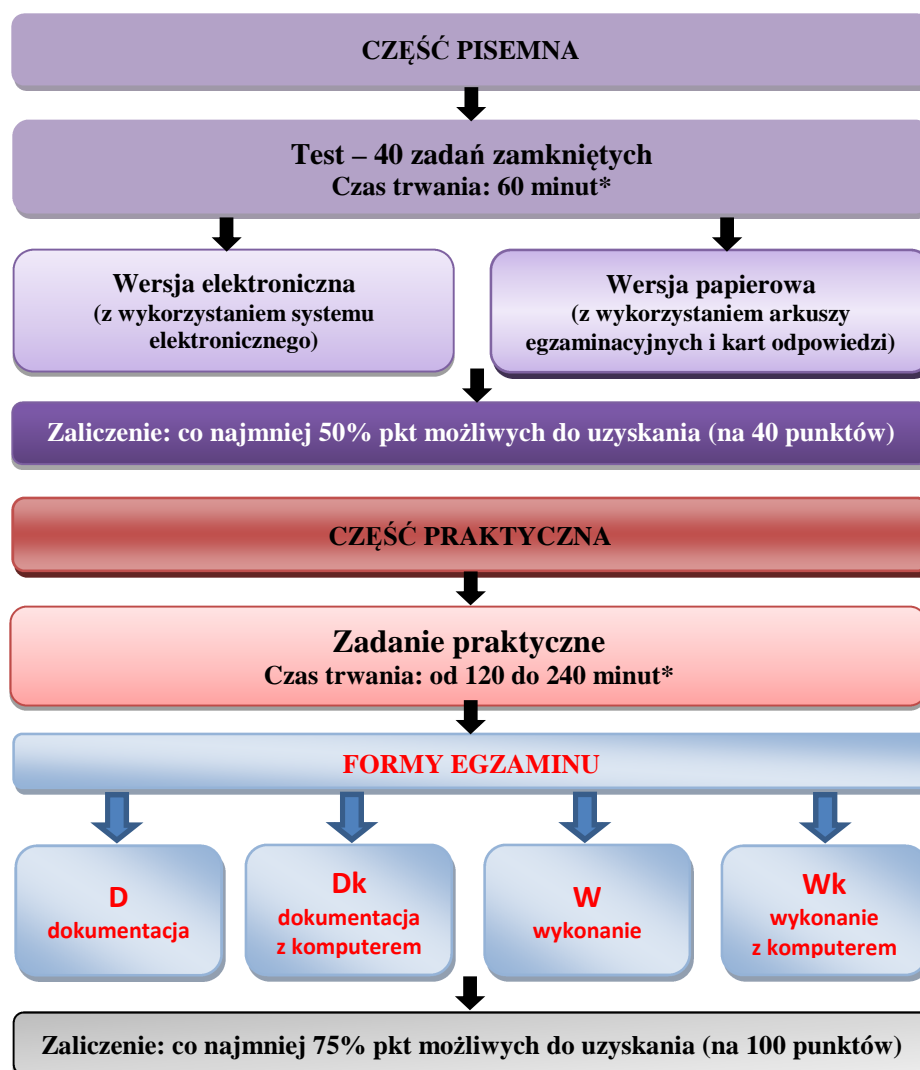 CZĘŚĆ PISEMNA
Test – 40 zadań zamkniętych
Czas trwania: 60 minut*
Wersja elektroniczna
(z wykorzystaniem systemu
elektronicznego)
Wersja papierowa
(z wykorzystaniem arkuszy
egzaminacyjnych i kart odpowiedzi)
Zaliczenie: co najmniej 50% pkt możliwych do uzyskania (na 40 punktów)
CZĘŚĆ PRAKTYCZNA
Zadanie praktyczne
Czas trwania: od 120 do 240 minut*
FORMY EGZAMINU
D
dokumentacja
Dk
dokumentacja
z komputerem
W
wykonanie
Wk
wykonanie
z komputerem
Zaliczenie: co najmniej 75% pkt możliwych do uzyskania (na 100 punktów)